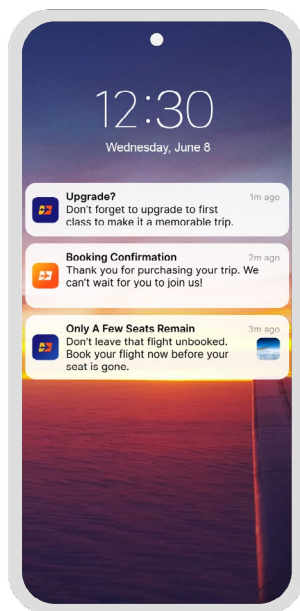 12:30
Wednesday, June 8
Upgrade?
1m ago
Don't forget to upgrade to first
class to make it a memorable trip.
Booking Confirmation
2m ago
Thank you for purchasing your trip. We
can't wait for you to join us!
Only A Few Seats Remain
3m ago
Don't leave that flight unbooked.
Book your flight now before your
seat is gone.